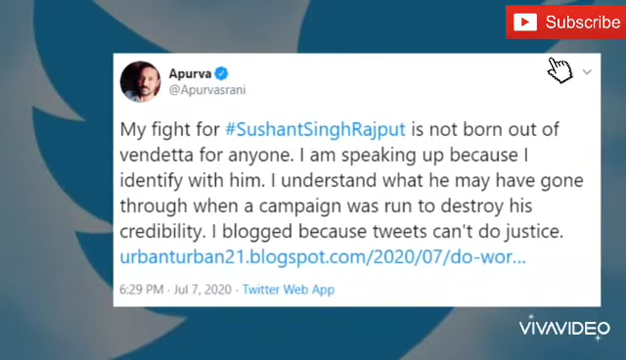 Subscribe
Apurva
@Apurvasrani
My fight for #SushantSinghRajput is not born out of
vendetta for anyone. I am speaking up because I
identify with him. I understand what he may have gone
through when a campaign was run to destroy his
credibility. I blogged because tweets can't do justice.
urbanturban21.blogspot.com/2020/07/do-wor...
6:29 PM · Jul 7, 2020 · Twitter Web App
VIVAVIDEO